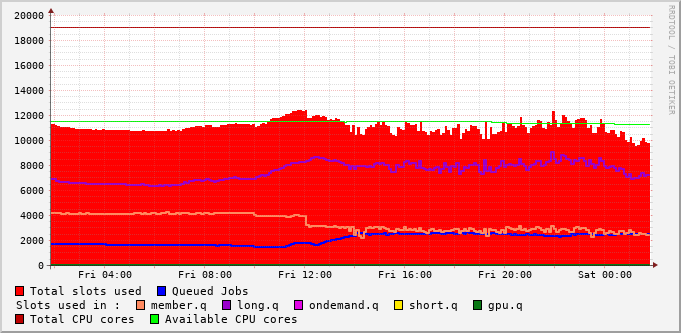 20000
18000
16000
14000
12000
10000
8000
6000
4000
2000
0
Fri 04:00 Fri 08:00 Fri 12:00 Fri 16:00 Fri 20:00 Sat 00:00
Total slots used Queued Jobs
Slots used in : member.q long.q ondemand.q short.q gpu.q
Total CPU cores Available CPU cores
RRDTOOL / TOBI OETIKER